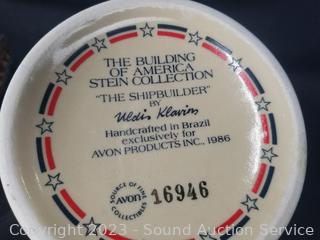 THE BUILDING
OF AMERICA
STEIN COLLECTION
"THE SHIPBUILDER"
BY
Uldis Klavins
Handcrafted in Brazil
exclusively for
AVON PRODUCTS INC., 1986
SOURCE OF FINE
AVON
COLLECTIBLES
16946
Copyright 2023 - Sound Auction Service